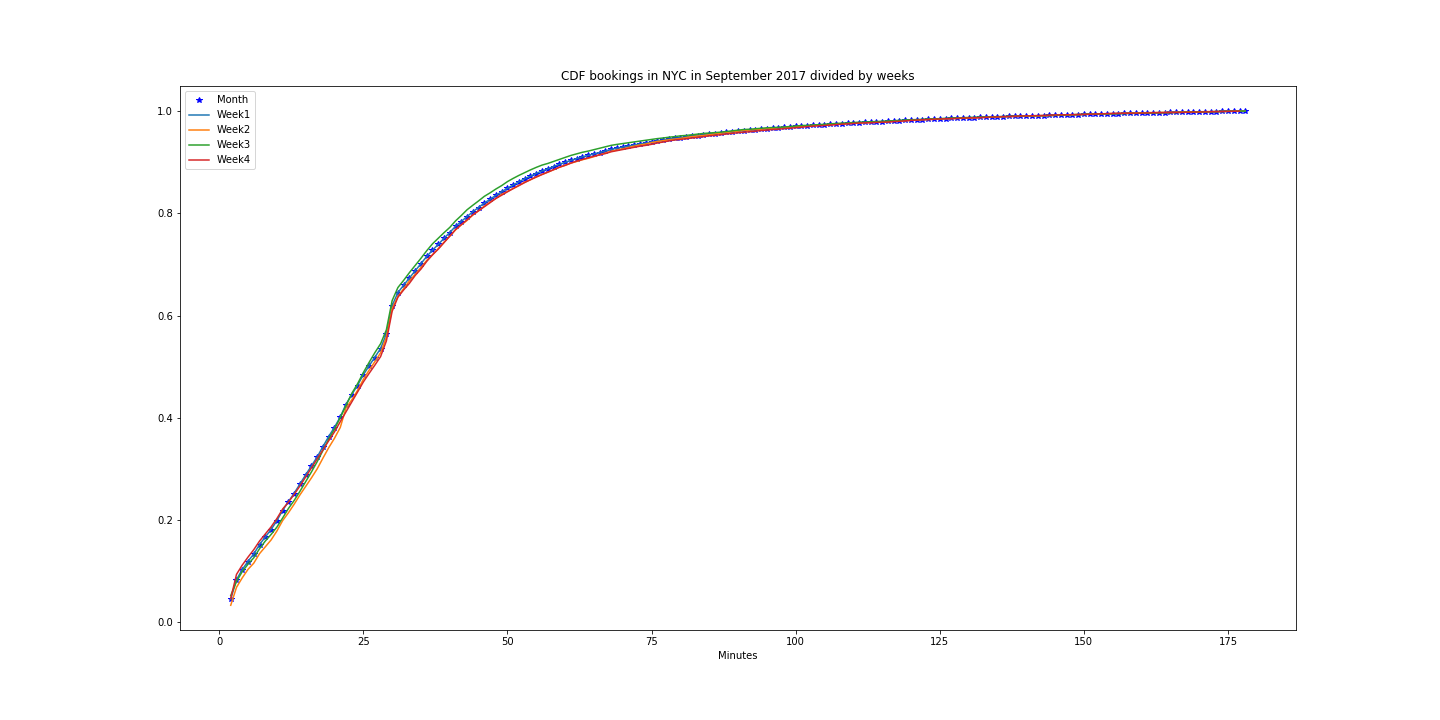 CDF bookings in NYC in September 2017 divided by weeks
Month
Week1
Week2
Week3
Week4
1.0
0.8
0.6
0.4
0.2
0.0
0 25 50 75 100 125 150 175
Minutes